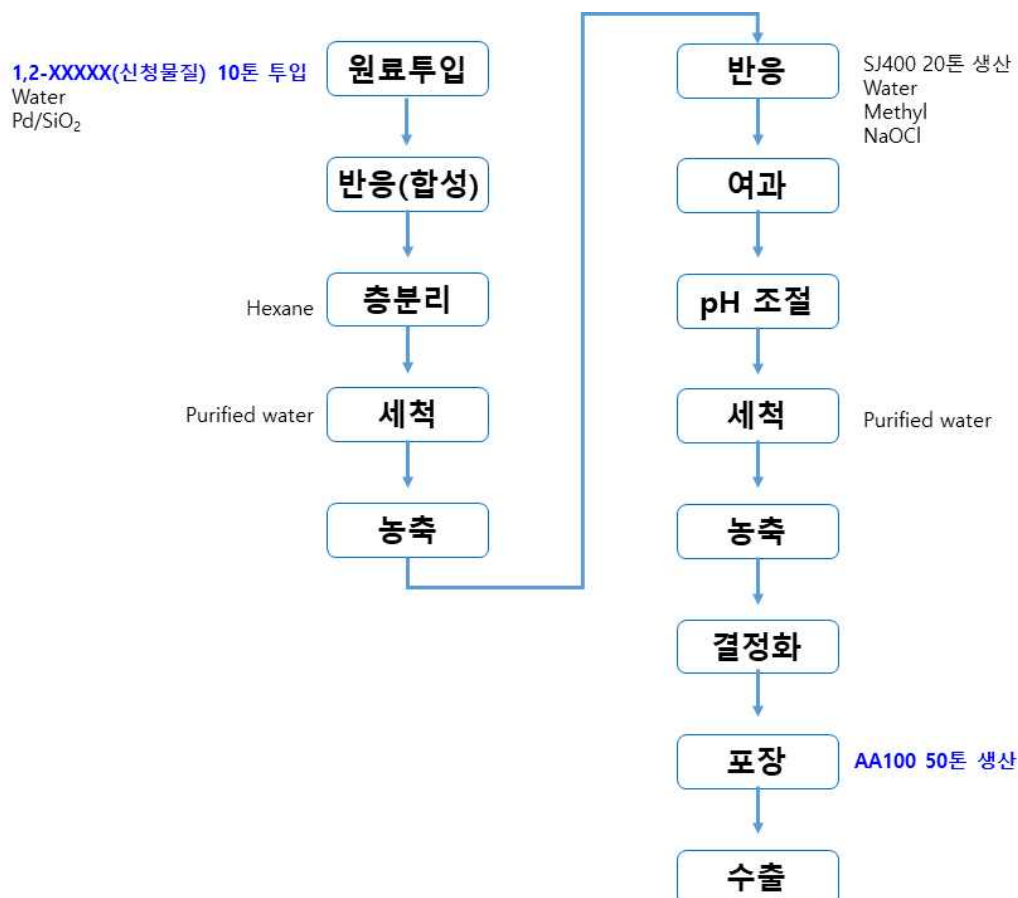 1,2-XXXXX(신청물질) 10톤 투입
Water
Pd/SiO₂
원료투입
반응(합성)
Hexane
층분리
Purified water
세척
농축
반응
SJ400 20톤 생산
Water
Methyl
NaOCl
여과
pH 조절
세척
Purified water
농축
결정화
포장
AA100 50톤 생산
수출